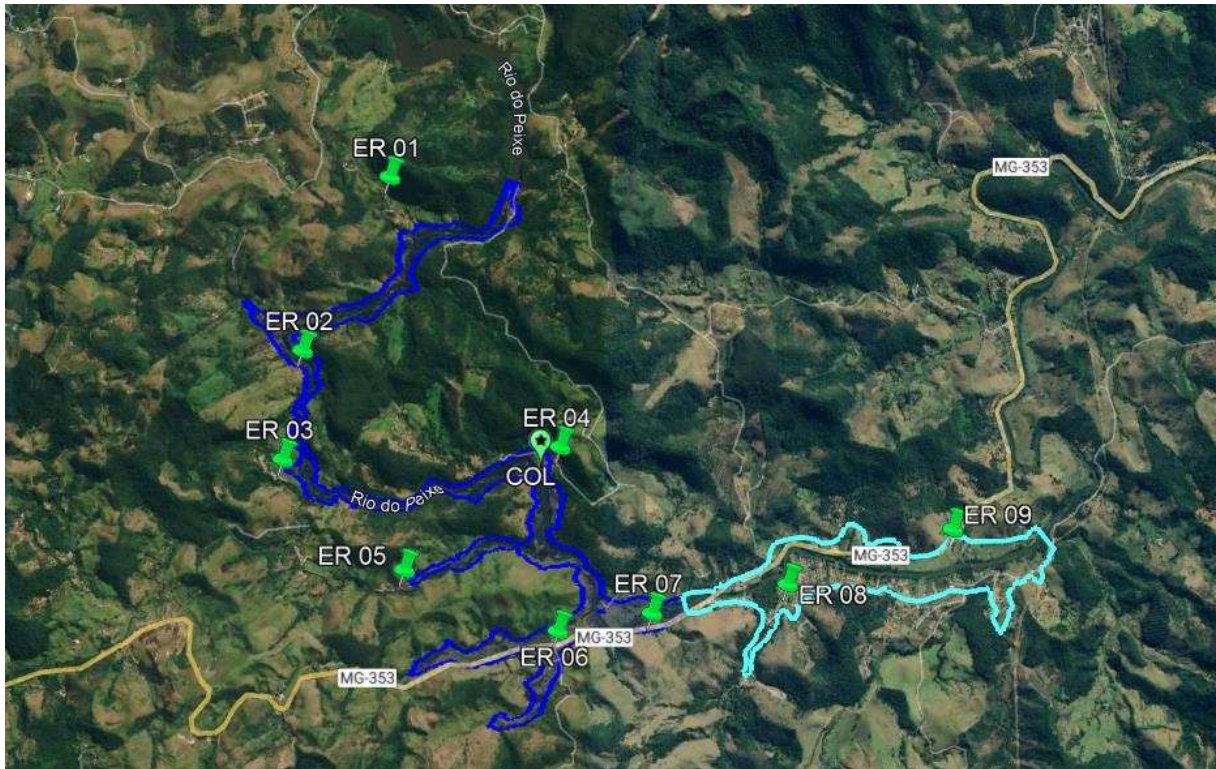 Rio do Peixe
ER 01
MG-353
ER 02
ER 03
ER 04
COL
Rio do Peixe
ER 05
ER 09
MG-353
ER 07
ER 08
MG-353
ER 06
MG-353